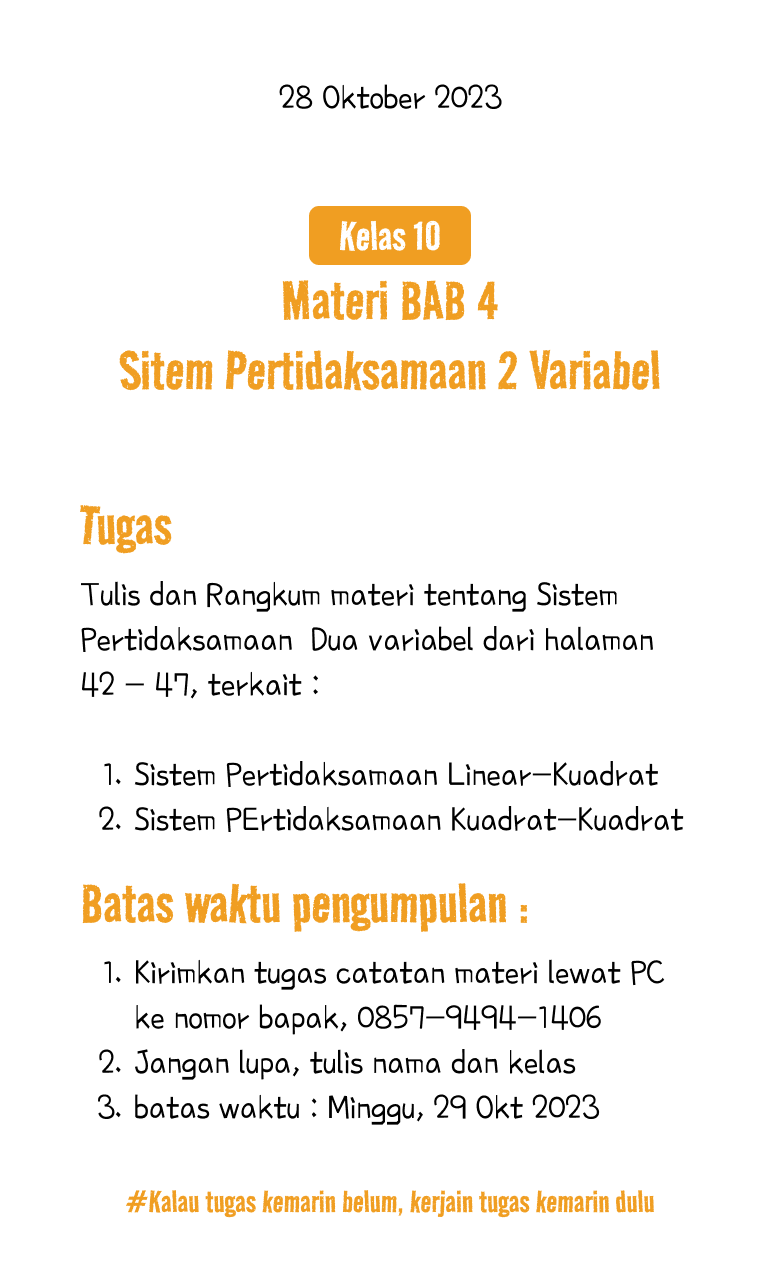 28 Oktober 2023
Kelas 10
Materi BAB 4
Sitem Pertidaksamaan 2 Variabel
Tugas
Tulis dan Rangkum materi tentang Sistem
Pertidaksamaan Dua variabel dari halaman
42 - 47, terkait :
1. Sistem Pertidaksamaan Linear-Kuadrat
2. Sistem PErtidaksamaan Kuadrat-Kuadrat
Batas waktu pengumpulan :
1. Kirimkan tugas catatan materi lewat PC
ke nomor bapak, 0857-9494-1406
2. Jangan lupa, tulis nama dan kelas
3. batas waktu : Minggu, 29 Okt 2023
#Kalau tugas kemarin belum, kerjain tugas kemarin dulu